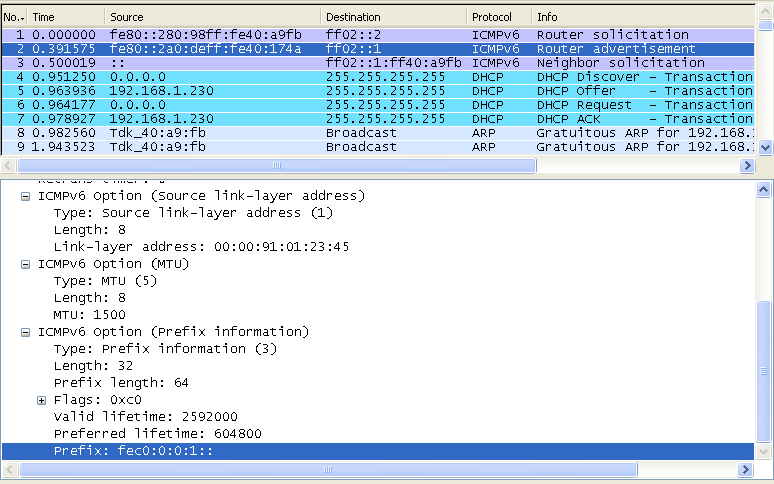 No. Time Source Destination Protocol Info
1 0.000000 fe80::280:98ff:fe40:a9fb ff02::2 ICMPv6 Router solicitation
2 0.391575 fe80::2a0:deff:fe40:174a ff02::1 ICMPv6 Router advertisement
3 0.500019 :: ff02::1:ff40:a9fb ICMPv6 Neighbor solicitation
4 0.951250 0.0.0.0 255.255.255.255 DHCP DHCP Discover - Transaction
5 0.963936 192.168.1.230 255.255.255.255 DHCP DHCP Offer - Transaction
6 0.964177 0.0.0.0 255.255.255.255 DHCP DHCP Request - Transaction
7 0.978927 192.168.1.230 255.255.255.255 DHCP DHCP ACK - Transaction
8 0.982560 Tdk_40:a9:fb Broadcast ARP Gratuitous ARP for 192.168.
9 1.943523 Tdk_40:a9:fb Broadcast ARP Gratuitous ARP for 192.168.
ICMPv6 Option (Source link-layer address)
Type: Source link-layer address (1)
Length: 8
Link-layer address: 00:00:91:01:23:45
ICMPv6 Option (MTU)
Type: MTU (5)
Length: 8
MTU: 1500
ICMPv6 Option (Prefix information)
Type: Prefix information (3)
Length: 32
Prefix length: 64
Flags: 0xc0
Valid lifetime: 2592000
Preferred lifetime: 604800
Prefix: fec0:0:0:1::